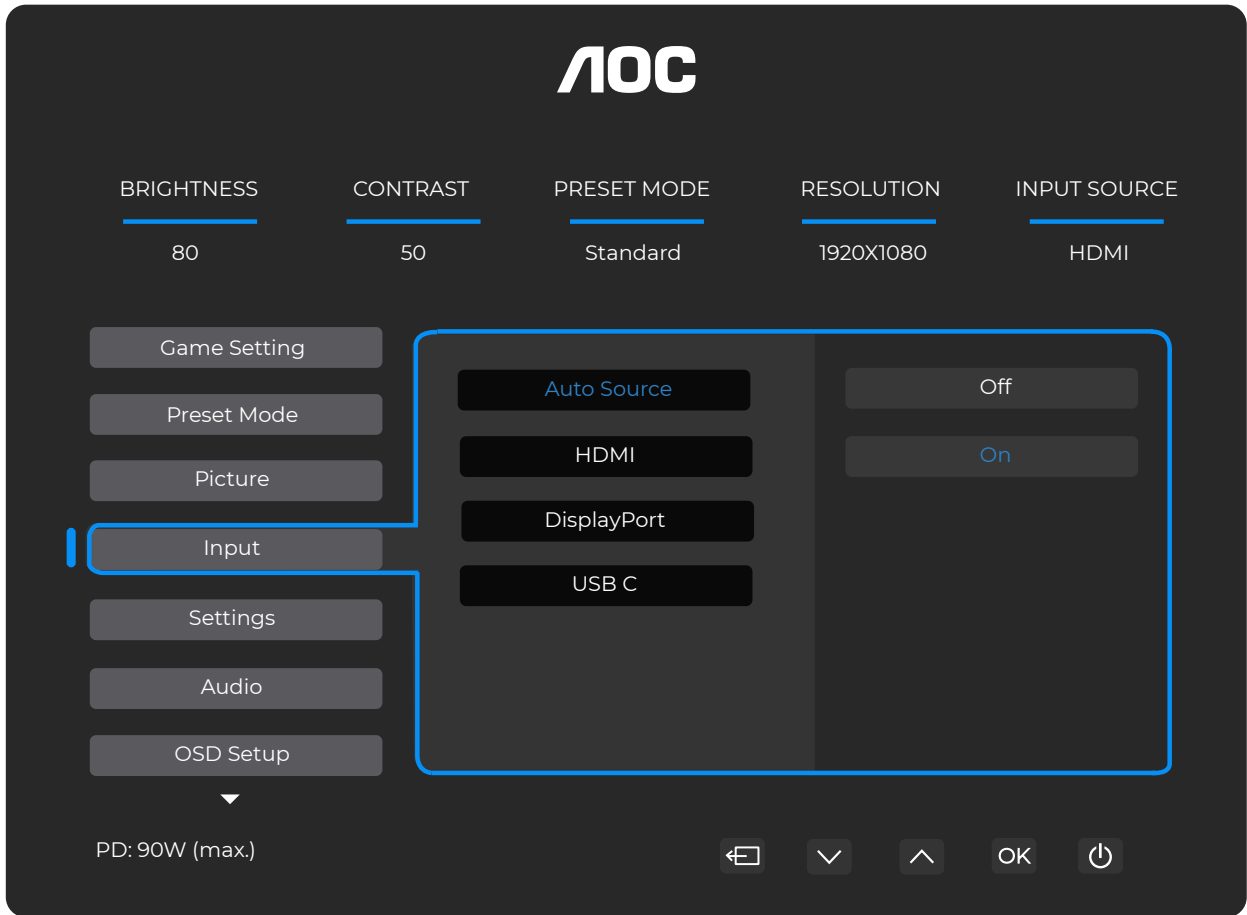 AOC
BRIGHTNESS CONTRAST PRESET MODE RESOLUTION INPUT SOURCE
80 50 Standard 1920X1080 HDMI
Game Setting
Preset Mode
Picture
Input
Settings
Audio
OSD Setup
Auto Source
HDMI
DisplayPort
USB C
Off
On
PD: 90W (max.)
OK